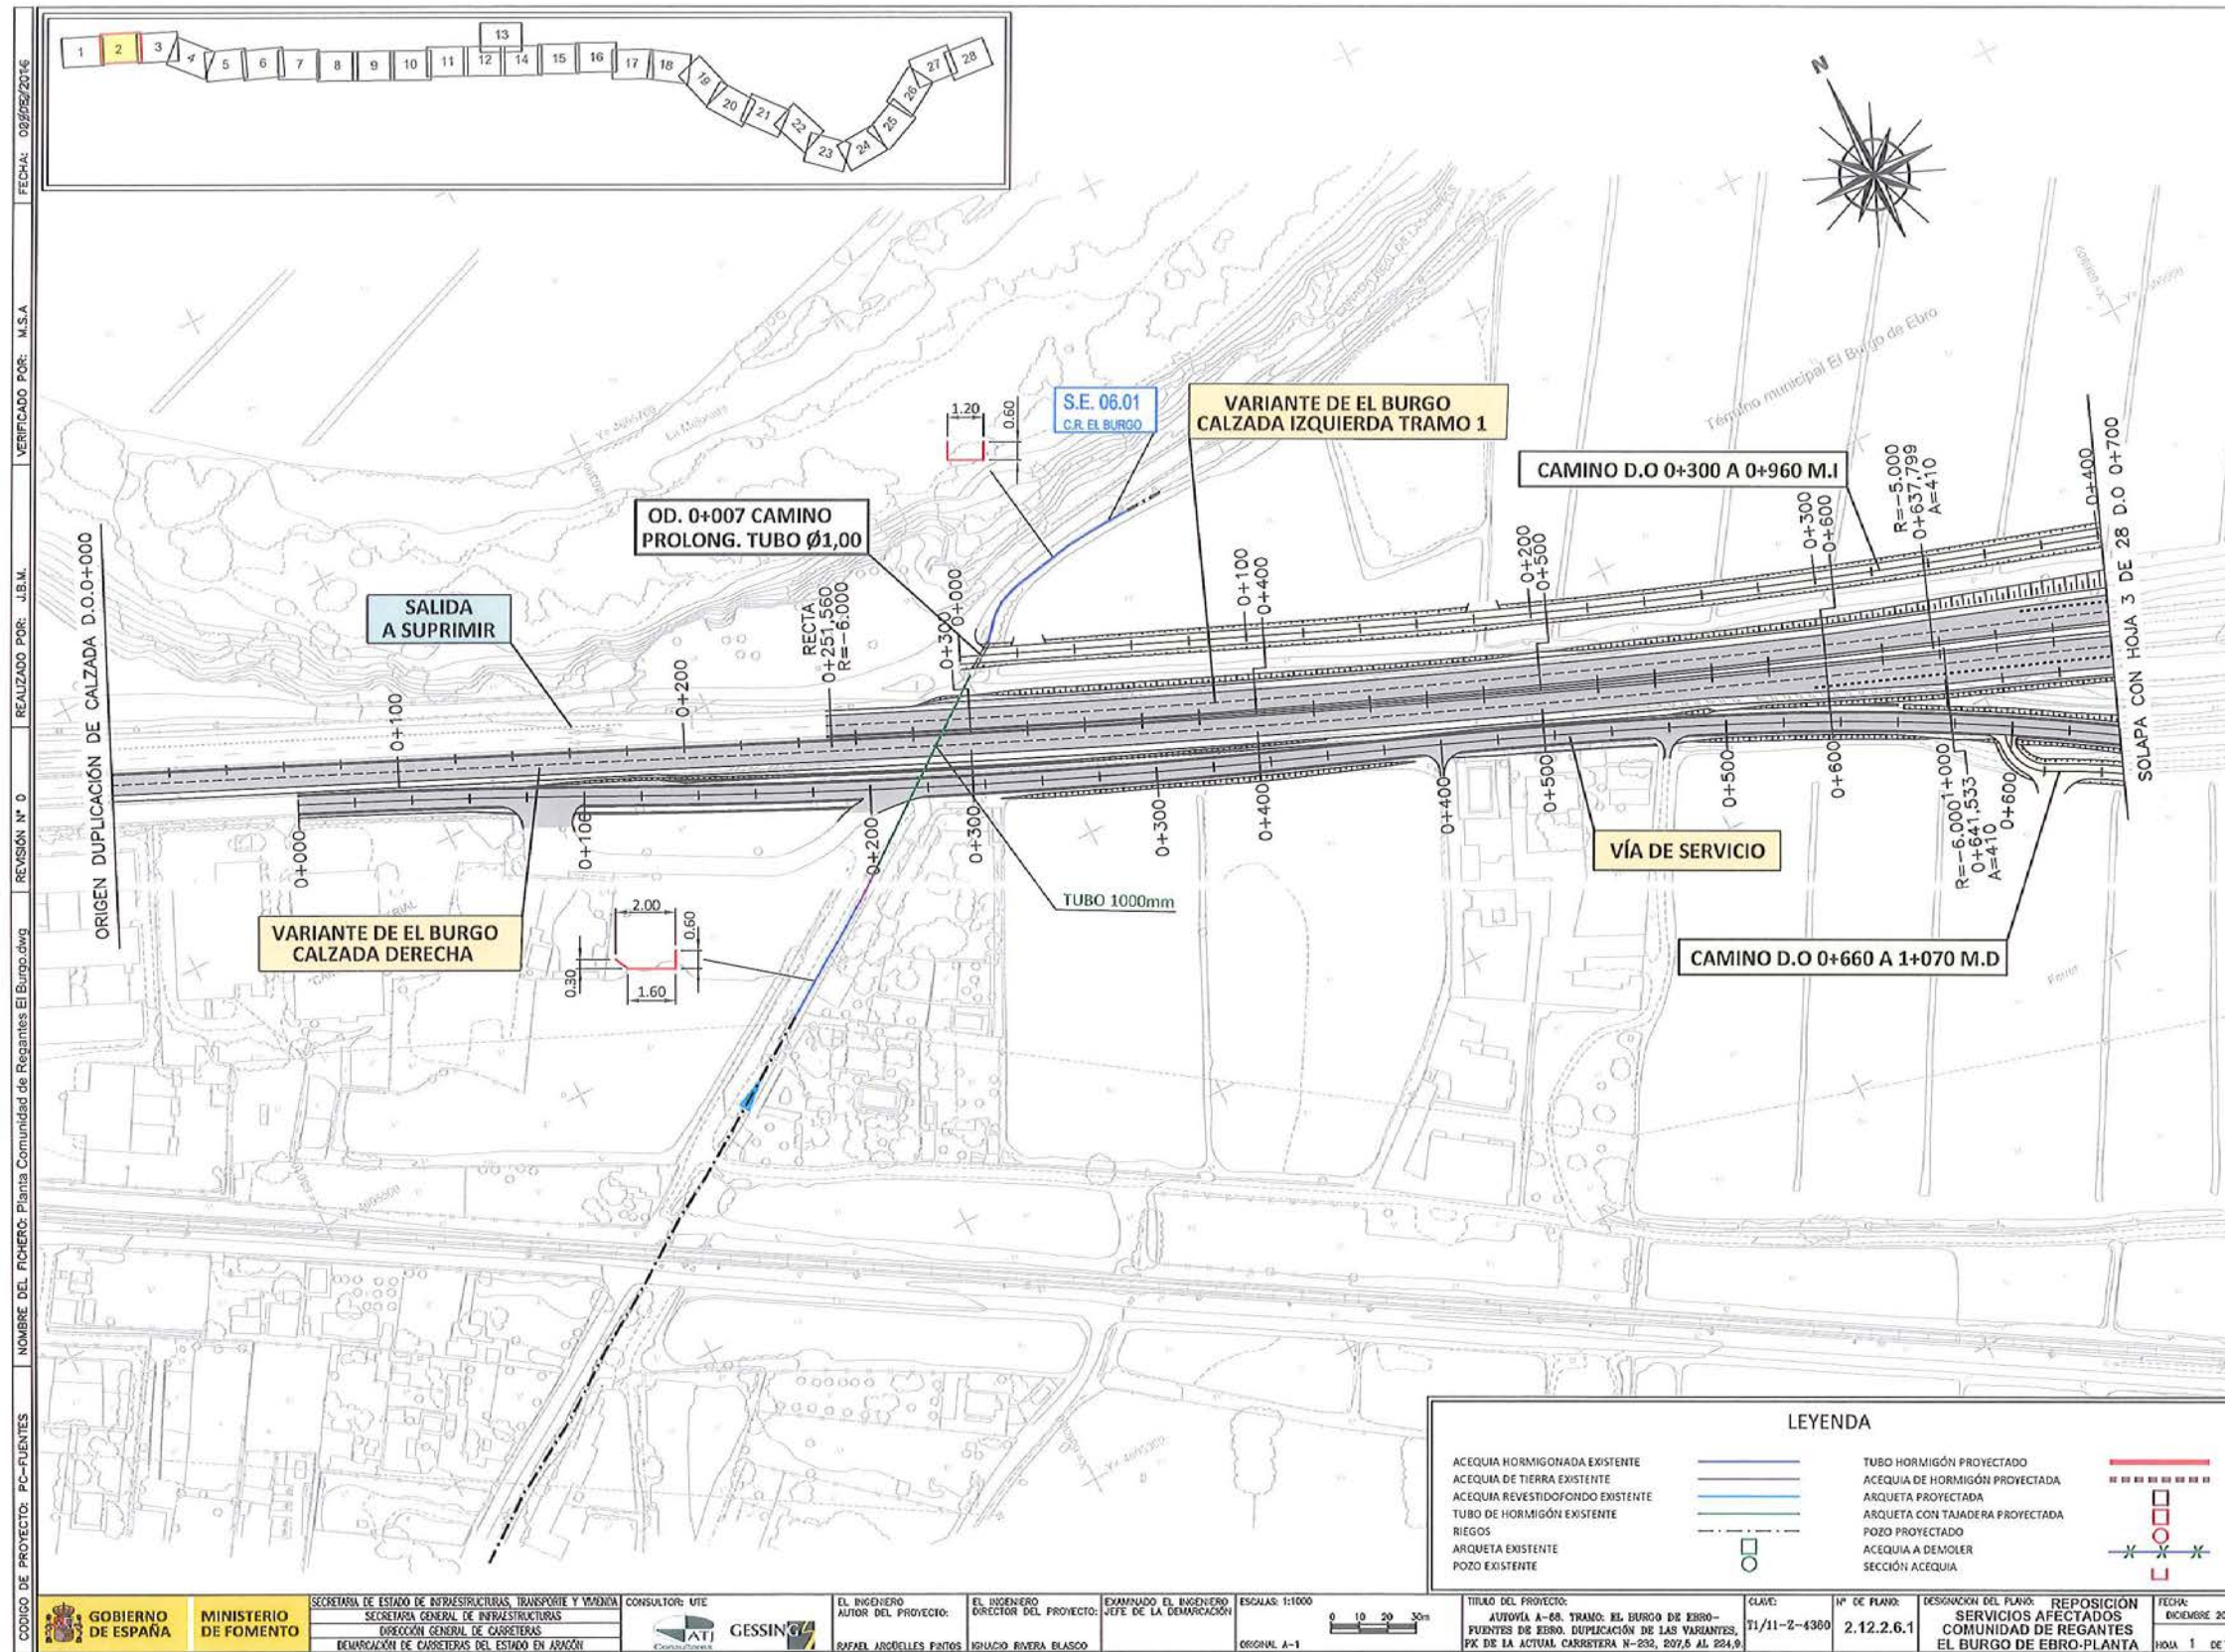 1
2
3
4
5
6
7
8
9
10
11
12
13
14
15
16
17
18
19
20
21
22
23
24
25
26
27
28
N
CODIGO DE PROYECTO: PIC-FUENTES
NOMBRE DEL FICHERO: Planta Comunidad de Regantes El Burgo.dwg
REVISIÓN Nº 0
REALIZADO POR: J.B.M.
VERIFICADO POR: M.S.A
FECHA:
Término municipal El Burgo de Ebro
S.E. 06.01
C.R. EL BURGO
1.20
0.60
VARIANTE DE EL BURGO
CALZADA IZQUIERDA TRAMO 1
CAMINO D.O 0+300 A 0+960 M.I
OD. 0+007 CAMINO
PROLONG. TUBO Ø1,00
SALIDA
A SUPRIMIR
ORIGEN DUPLICACIÓN DE CALZADA D.O.0+000
SOLAPA CON HOJA 3 DE 28 D.O 0+700
0+100
0+200
RECTA
0+251,560
R=-6.000
0+300
0+000
0+100
0+400
0+200
0+500
0+300
0+600
R=-5.000
0+637,799
A=410
0+400
0+000
0+100
0+200
0+300
0+300
0+400
0+400
0+500
0+500
0+600
1+000
R=-6.000
0+641,533
A=410
0+600
VÍA DE SERVICIO
TUBO 1000mm
VARIANTE DE EL BURGO
CALZADA DERECHA
2.00
0.60
0.30
1.60
CAMINO D.O 0+660 A 1+070 M.D
LEYENDA
ACEQUIA HORMIGONADA EXISTENTE
ACEQUIA DE TIERRA EXISTENTE
ACEQUIA REVESTIDOFONDO EXISTENTE
TUBO DE HORMIGÓN EXISTENTE
RIEGOS
ARQUETA EXISTENTE
POZO EXISTENTE
TUBO HORMIGÓN PROYECTADO
ACEQUIA DE HORMIGÓN PROYECTADA
ARQUETA PROYECTADA
ARQUETA CON TAJADERA PROYECTADA
POZO PROYECTADO
ACEQUIA A DEMOLER
SECCIÓN ACEQUIA
GOBIERNO
DE ESPAÑA
MINISTERIO
DE FOMENTO
SECRETARIA DE ESTADO DE INFRAESTRUCTURAS, TRANSPORTE Y VIVIENDA
SECRETARIA GENERAL DE INFRAESTRUCTURAS
DIRECCIÓN GENERAL DE CARRETERAS
DEMARCACIÓN DE CARRETERAS DEL ESTADO EN ARAGÓN
CONSULTOR: UTE
ATJ
Consultores
GESSING
EL INGENIERO
AUTOR DEL PROYECTO:
RAFAEL ARGÜELLES PINTOS
EL INGENIERO
DIRECTOR DEL PROYECTO:
IGNACIO RIVERA BLASCO
EXAMINADO EL INGENIERO
JEFE DE LA DEMARCACIÓN
ESCALAS: 1:1000
0 10 20 30m
ORIGINAL A-1
TITULO DEL PROYECTO:
AUTOVÍA A-68. TRAMO: EL BURGO DE EBRO-
FUENTES DE EBRO. DUPLICACIÓN DE LAS VARIANTES,
PK DE LA ACTUAL CARRETERA N-232, 207,5 AL 224,9.
CLAVE:
T1/11-Z-4360
Nº DE PLANO:
2.12.2.6.1
DESIGNACIÓN DEL PLANO: REPOSICIÓN
SERVICIOS AFECTADOS
COMUNIDAD DE REGANTES
EL BURGO DE EBRO-PLANTA
FECHA:
DICIEMBRE 20
HOJA 1 DE